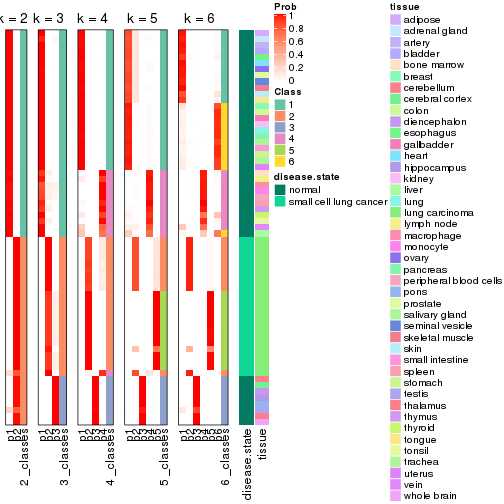 k = 2
k = 3
k = 4
k = 5
k = 6
p1
p2
2_classes
p1
p2
p3
3_classes
p1
p2
p3
p4
4_classes
p1
p2
p3
p4
p5
5_classes
p1
p2
p3
p4
p5
p6
6_classes
disease.state
tissue
Prob
1
0.8
0.6
0.4
0.2
0
Class
1
2
3
4
5
6
disease.state
normal
small cell lung cancer
tissue
adipose
adrenal gland
artery
bladder
bone marrow
breast
cerebellum
cerebral cortex
colon
diencephalon
esophagus
gallbadder
heart
hippocampus
kidney
liver
lung
lung carcinoma
lymph node
macrophage
monocyte
ovary
pancreas
peripheral blood cells
pons
prostate
salivary gland
seminal vesicle
skeletal muscle
skin
small intestine
spleen
stomach
testis
thalamus
thymus
thyroid
tongue
tonsil
trachea
uterus
vein
whole brain